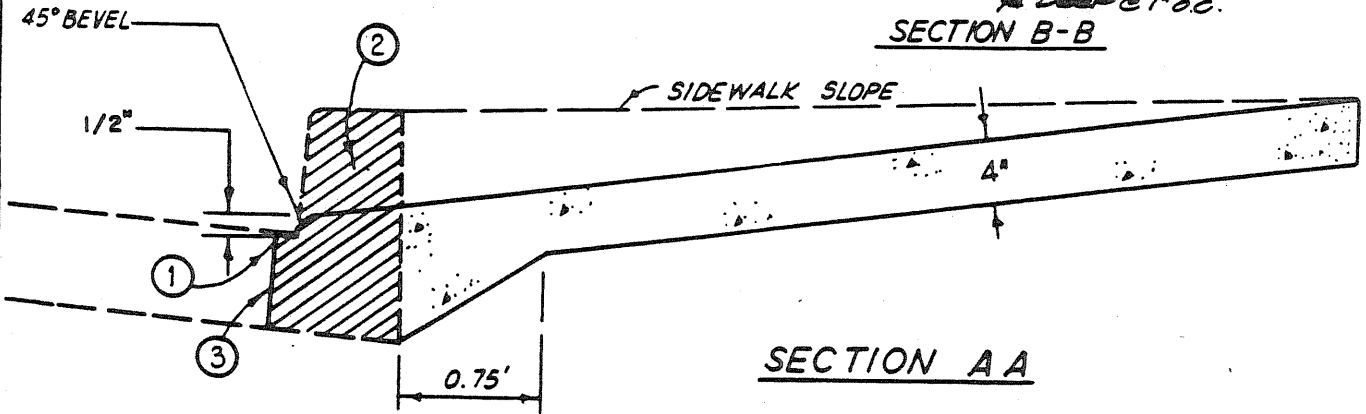 45° BEVEL
2
SECTION B-B
SIDEWALK SLOPE
1/2"
4"
1
3
0.75'
SECTION AA